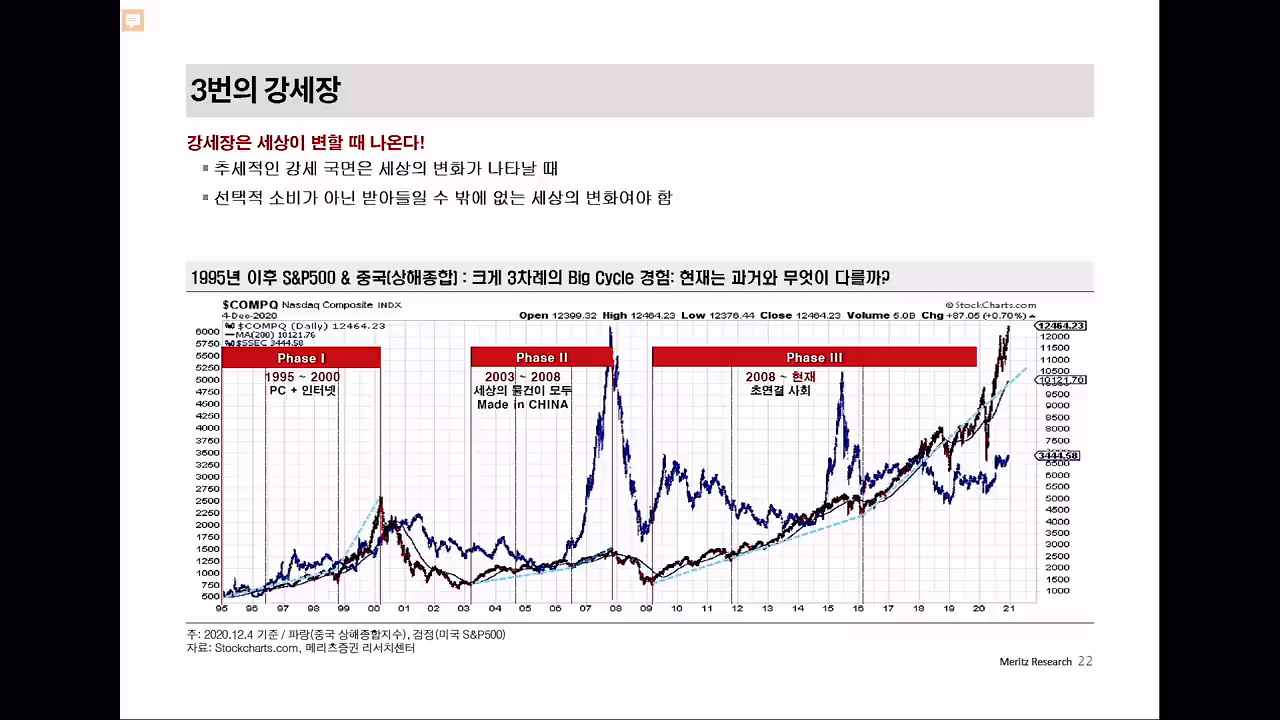 3번의 강세장
강세장은 세상이 변할 때 나온다!
추세적인 강세 국면은 세상의 변화가 나타날 때
선택적 소비가 아닌 받아들일 수 밖에 없는 세상의 변화여야 함
1995년 이후 S&P500 & 중국(상해종합) : 크게 3차례의 Big Cycle 경험: 현재는 과거와 무엇이 다를까?
$COMPQ Nasdaq Composite INDX
© StockCharts.com
4-Dec-2020
Open 12399.32 High 12464.23 Low 12376.44 Close 12464.23 Volume 5.0B Chg +87.05 (+0.70%)
$COMPQ (Daily) 12464.23
MA(200) 10121.76
$SSEC 3444.58
Phase I
1995 ~ 2000
PC + 인터넷
Phase II
2003 ~ 2008
세상의 물건이 모두
Made in CHINA
Phase III
2008 ~ 현재
초연결 사회
6000
5750
5500
5250
5000
4750
4500
4250
4000
3750
3500
3250
3000
2750
2500
2250
2000
1750
1500
1250
1000
750
500
12464.23
12000
11500
11000
10500
10121.70
9500
9000
8500
8000
7500
3444.58
6500
6000
5500
5000
4500
4000
3500
3000
2500
2000
1500
1000
95 96 97 98 99 00 01 02 03 04 05 06 07 08 09 10 11 12 13 14 15 16 17 18 19 20 21
주: 2020.12.4 기준 / 파랑(중국 상해종합지수), 검정(미국 S&P500)
자료: Stockcharts.com, 메리츠증권 리서치센터
Meritz Research 22